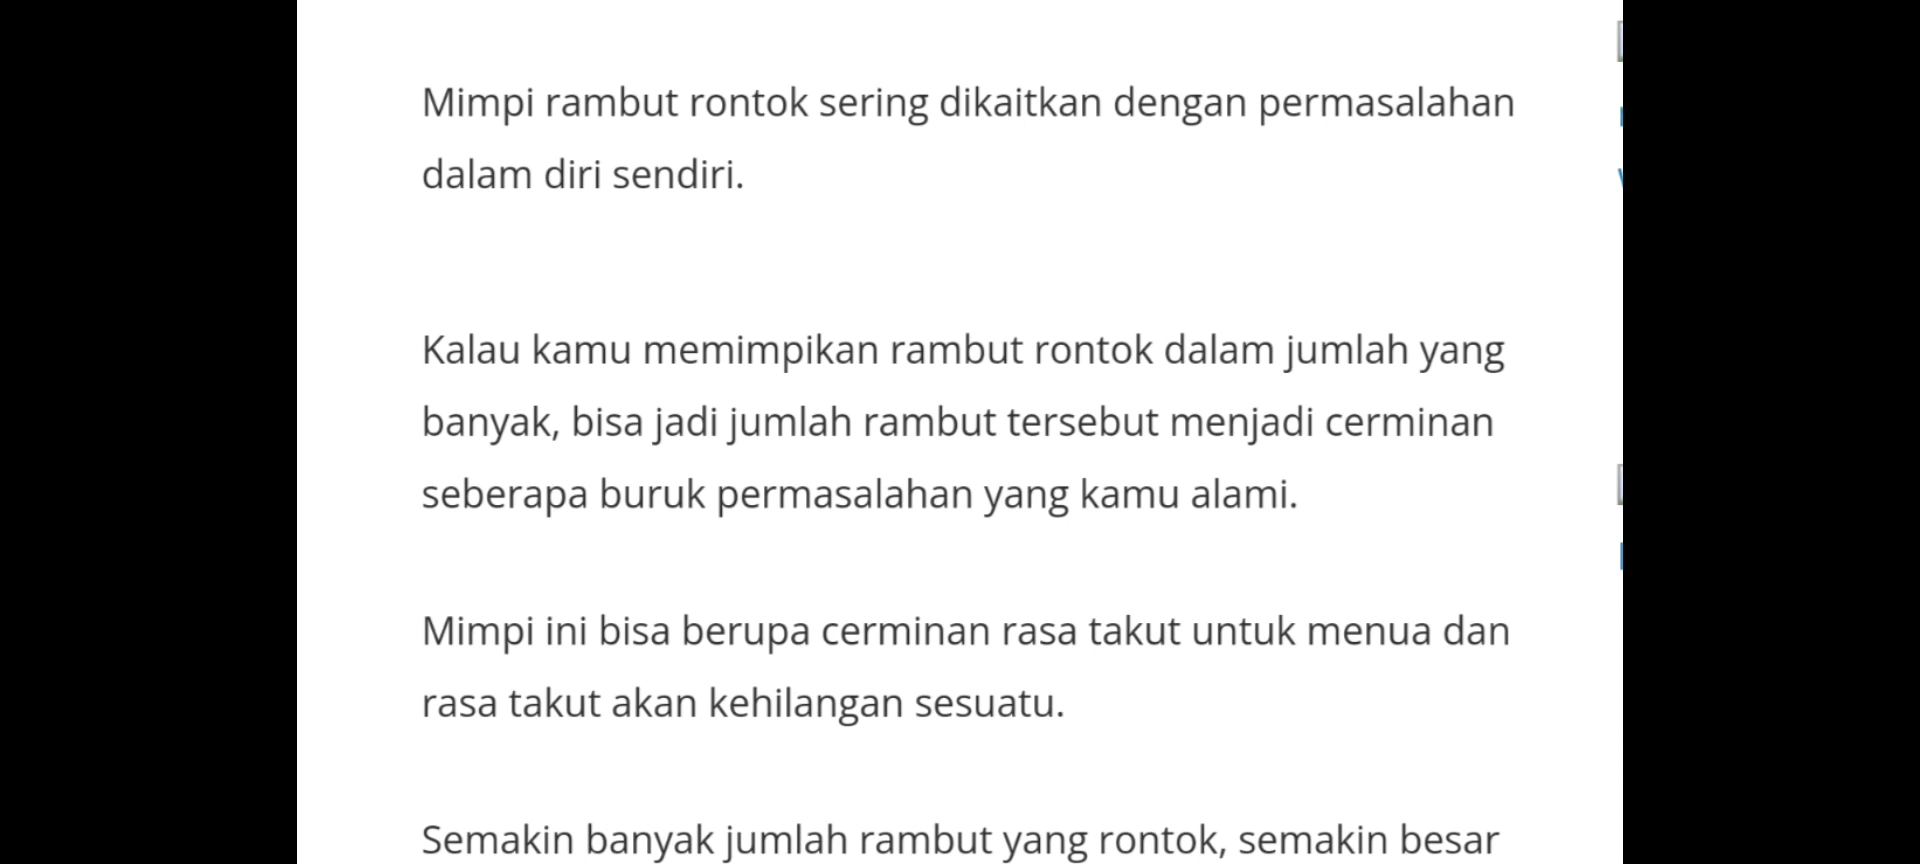 Mimpi rambut rontok sering dikaitkan dengan permasalahan
dalam diri sendiri.
Kalau kamu memimpikan rambut rontok dalam jumlah yang
banyak, bisa jadi jumlah rambut tersebut menjadi cerminan
seberapa buruk permasalahan yang kamu alami.
Mimpi ini bisa berupa cerminan rasa takut untuk menua dan
rasa takut akan kehilangan sesuatu.
Semakin banyak jumlah rambut yang rontok, semakin besar